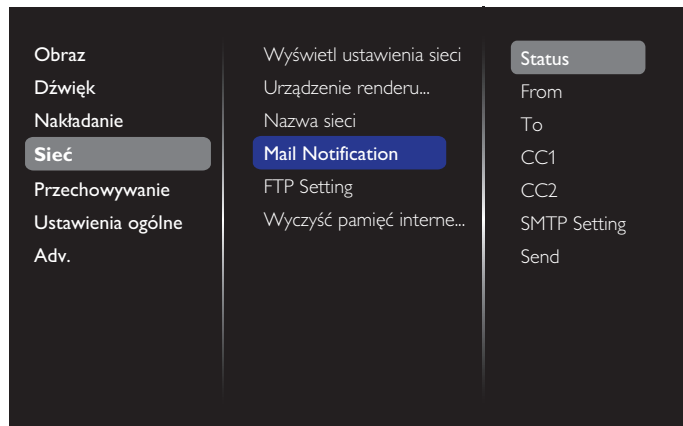 Obraz
Dźwięk
Nakładanie
Sieć
Przechowywanie
Ustawienia ogólne
Adv.
Wyświetl ustawienia sieci
Urządzenie renderu...
Nazwa sieci
Mail Notification
FTP Setting
Wyczyść pamięć interne...
Status
From
To
CC1
CC2
SMTP Setting
Send